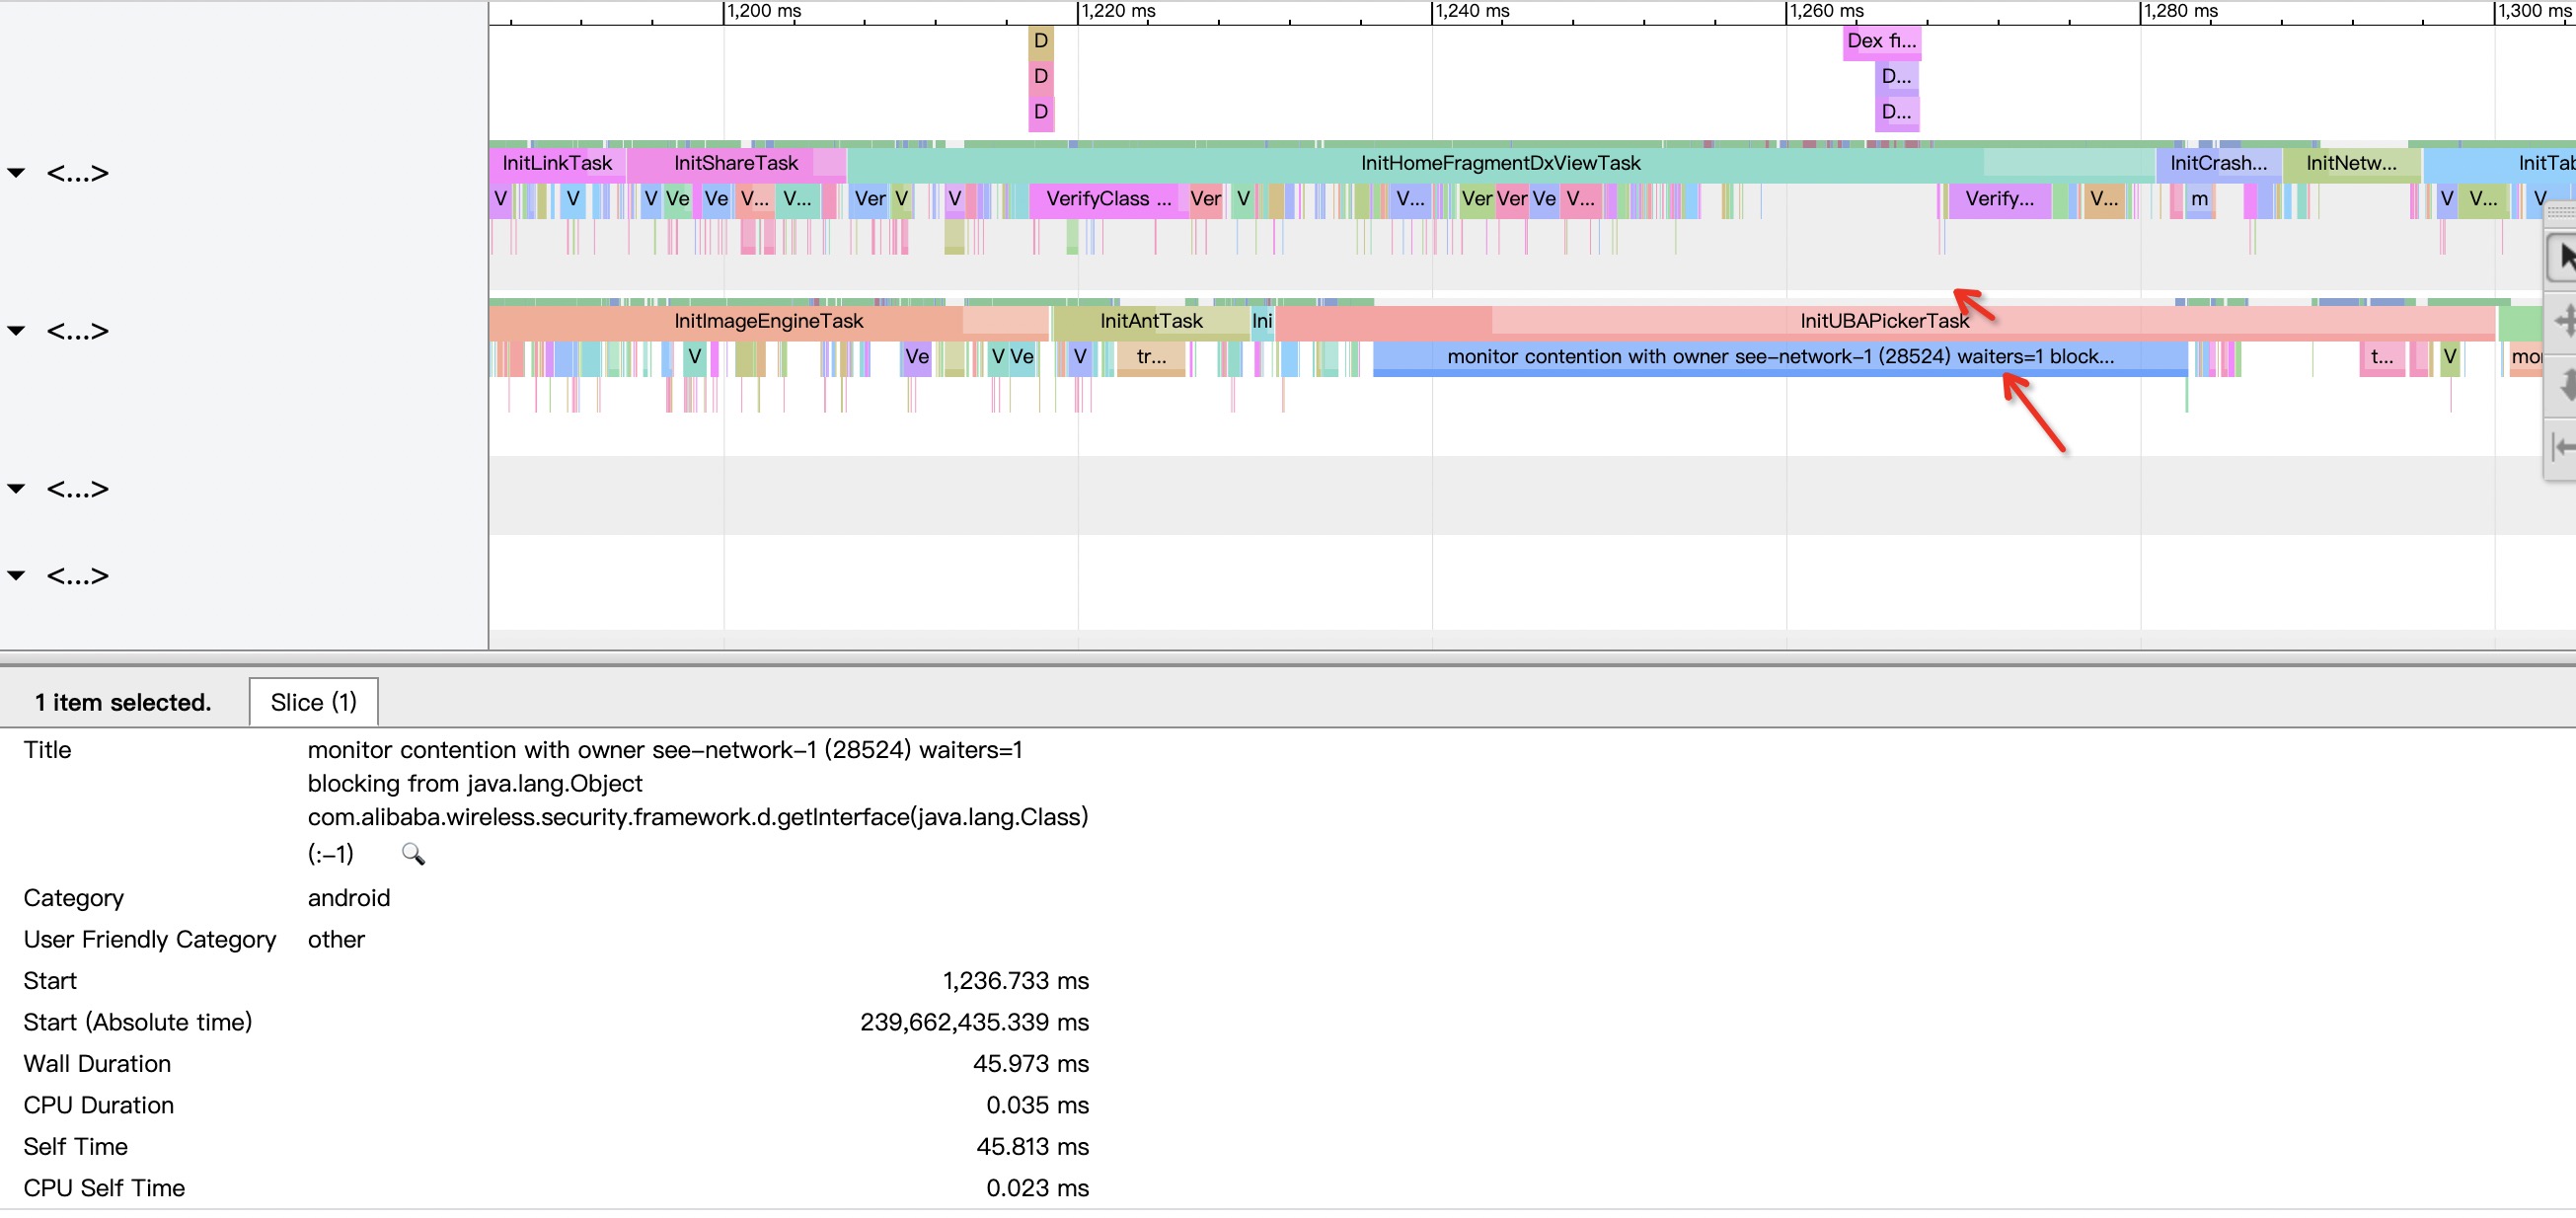 1,200 ms 1,220 ms 1,240 ms 1,260 ms 1,280 ms 1,300 ms
D Dex fi...
D D...
D D...
<...> InitLinkTask InitShareTask InitHomeFragmentDxViewTask InitCrash... InitNetw... InitTab
V V V Ve Ve V... V... Ver V V VerifyClass ... Ver V V... Ver Ver Ve V... Verify... V... m V V... V
<...> InitImageEngineTask InitAntTask Ini InitUBAPickerTask
V Ve V Ve V tr... monitor contention with owner see-network-1 (28524) waiters=1 block... t... V mo
<...>
<...>
1 item selected. Slice (1)
Title monitor contention with owner see-network-1 (28524) waiters=1
blocking from java.lang.Object
com.alibaba.wireless.security.framework.d.getInterface(java.lang.Class)
(:-1)
Category android
User Friendly Category other
Start 1,236.733 ms
Start (Absolute time) 239,662,435.339 ms
Wall Duration 45.973 ms
CPU Duration 0.035 ms
Self Time 45.813 ms
CPU Self Time 0.023 ms